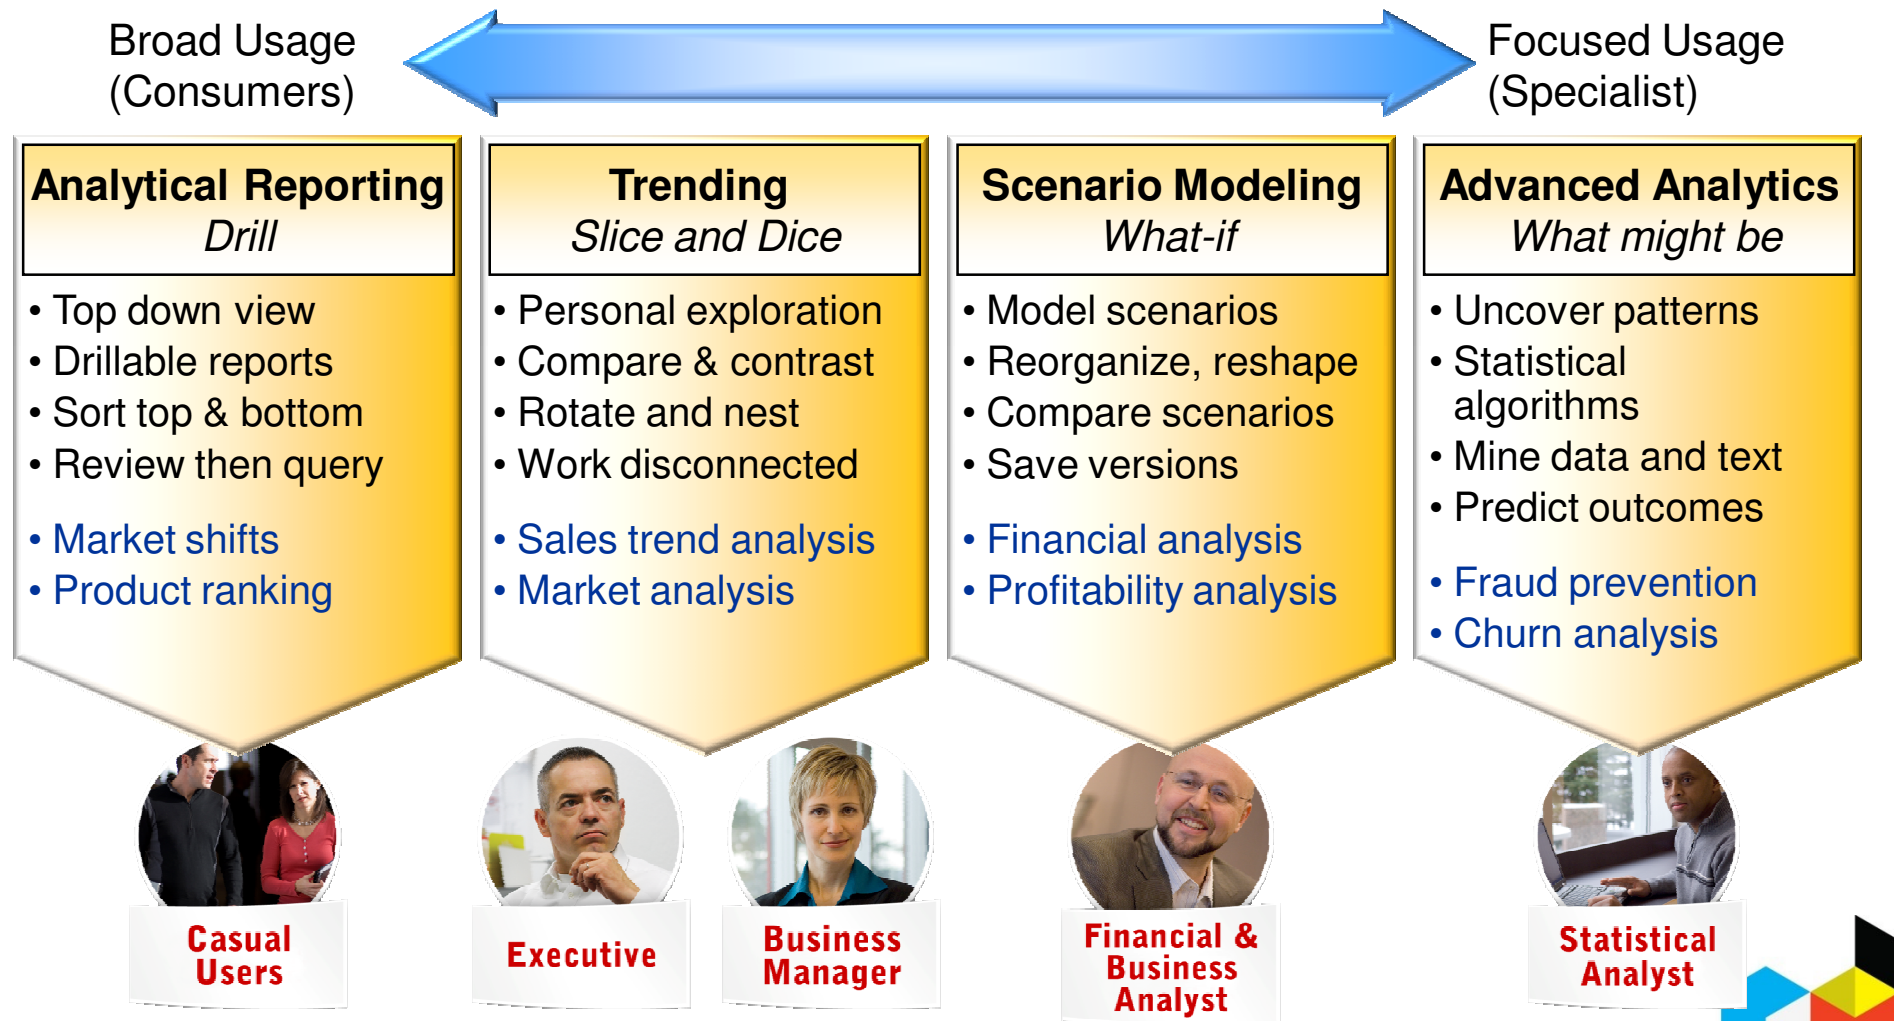 Broad Usage
(Consumers)
Focused Usage
(Specialist)
Analytical Reporting
Drill
• Top down view
• Drillable reports
• Sort top & bottom
• Review then query
• Market shifts
• Product ranking
Trending
Slice and Dice
• Personal exploration
• Compare & contrast
• Rotate and nest
• Work disconnected
• Sales trend analysis
• Market analysis
Scenario Modeling
What-if
• Model scenarios
• Reorganize, reshape
• Compare scenarios
• Save versions
• Financial analysis
• Profitability analysis
Advanced Analytics
What might be
• Uncover patterns
• Statistical
algorithms
• Mine data and text
• Predict outcomes
• Fraud prevention
• Churn analysis
Casual
Users
Executive
Business
Manager
Financial &
Business
Analyst
Statistical
Analyst